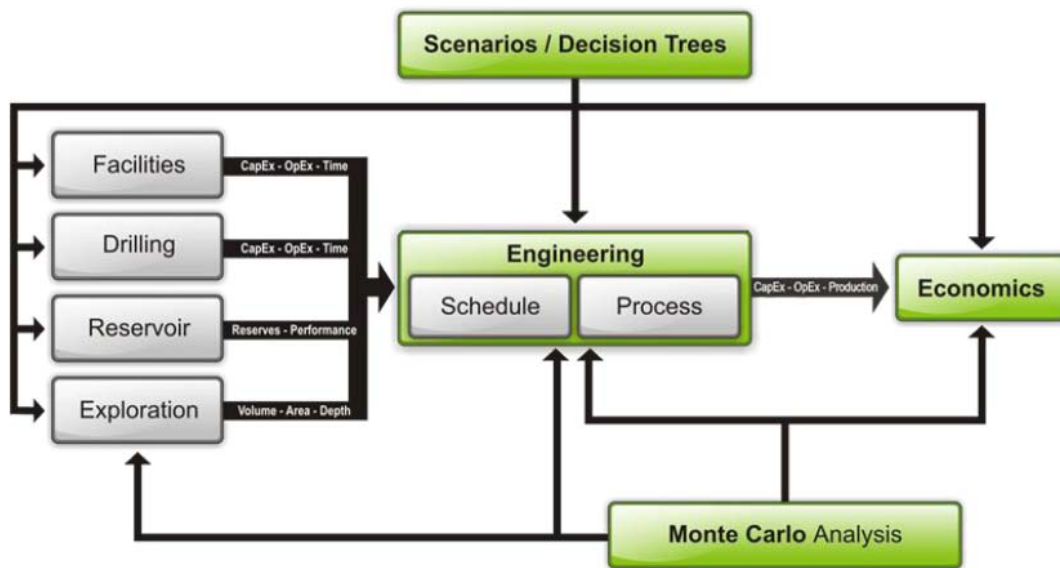 Scenarios / Decision Trees
Facilities
CapEx - OpEx - Time
Drilling
CapEx - OpEx - Time
Reservoir
Reserves - Performance
Exploration
Volume - Area - Depth
Engineering
Schedule
Process
CapEx - OpEx - Production
Economics
Monte Carlo Analysis